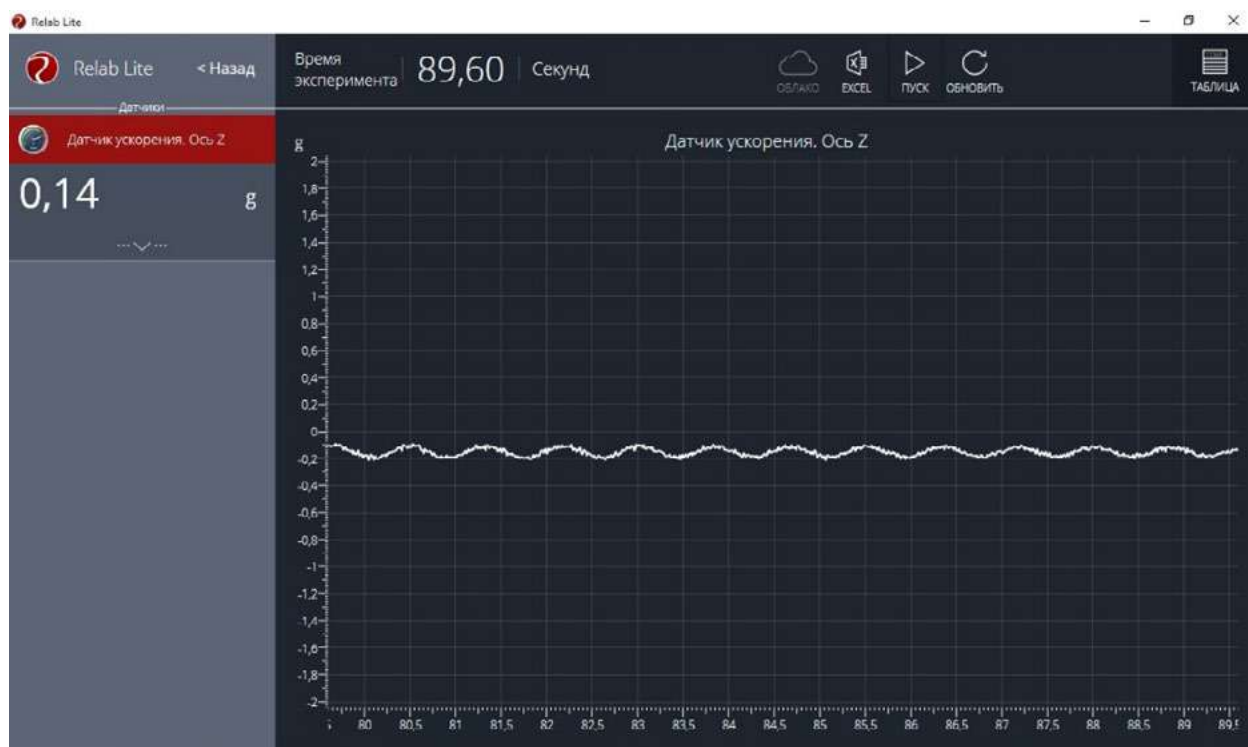 Relab Lite
Relab Lite
< Назад
Датчики
Датчик ускорения. Ось Z
0,14 g
Время
эксперимента
89,60
Секунд
ОБЛАКО
EXCEL
ПУСК
ОБНОВИТЬ
ТАБЛИЦА
g
Датчик ускорения. Ось Z
2
1,8
1,6
1,4
1,2
1
0,8
0,6
0,4
0,2
0
-0,2
-0,4
-0,6
-0,8
-1
-1,2
-1,4
-1,6
-1,8
-2
80 80,5 81 81,5 82 82,5 83 83,5 84 84,5 85 85,5 86 86,5 87 87,5 88 88,5 89